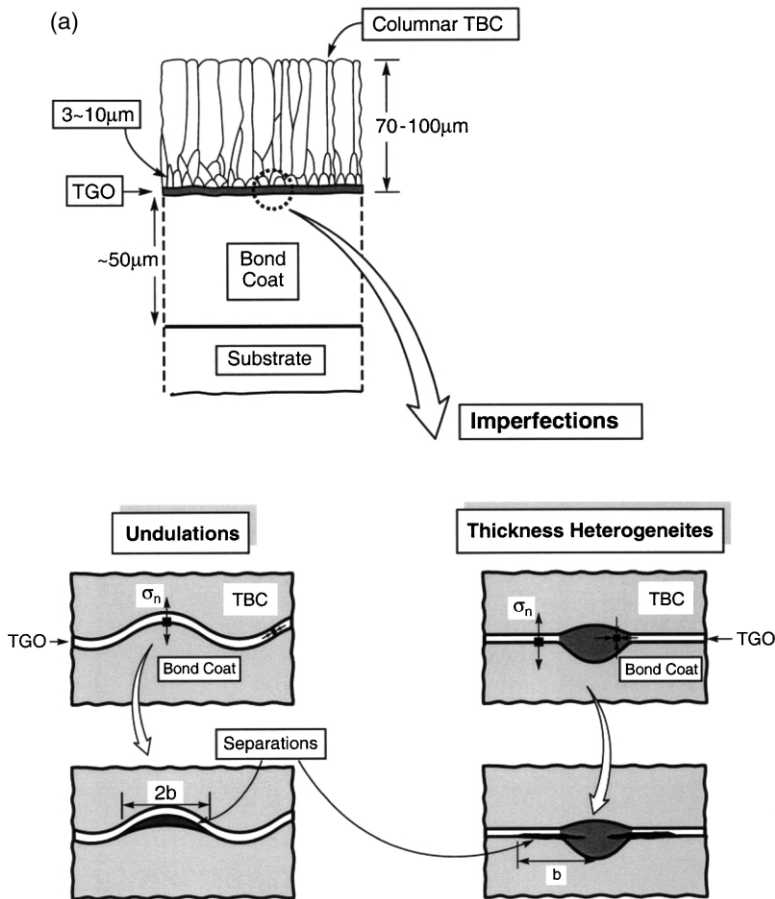 (a)
Columnar TBC
3~10μm
70-100μm
TGO
~50μm
Bond
Coat
Substrate
Imperfections
Undulations
Thickness Heterogeneites
σn
TBC
TGO
Bond Coat
σn
TBC
TGO
Bond Coat
Separations
2b
b